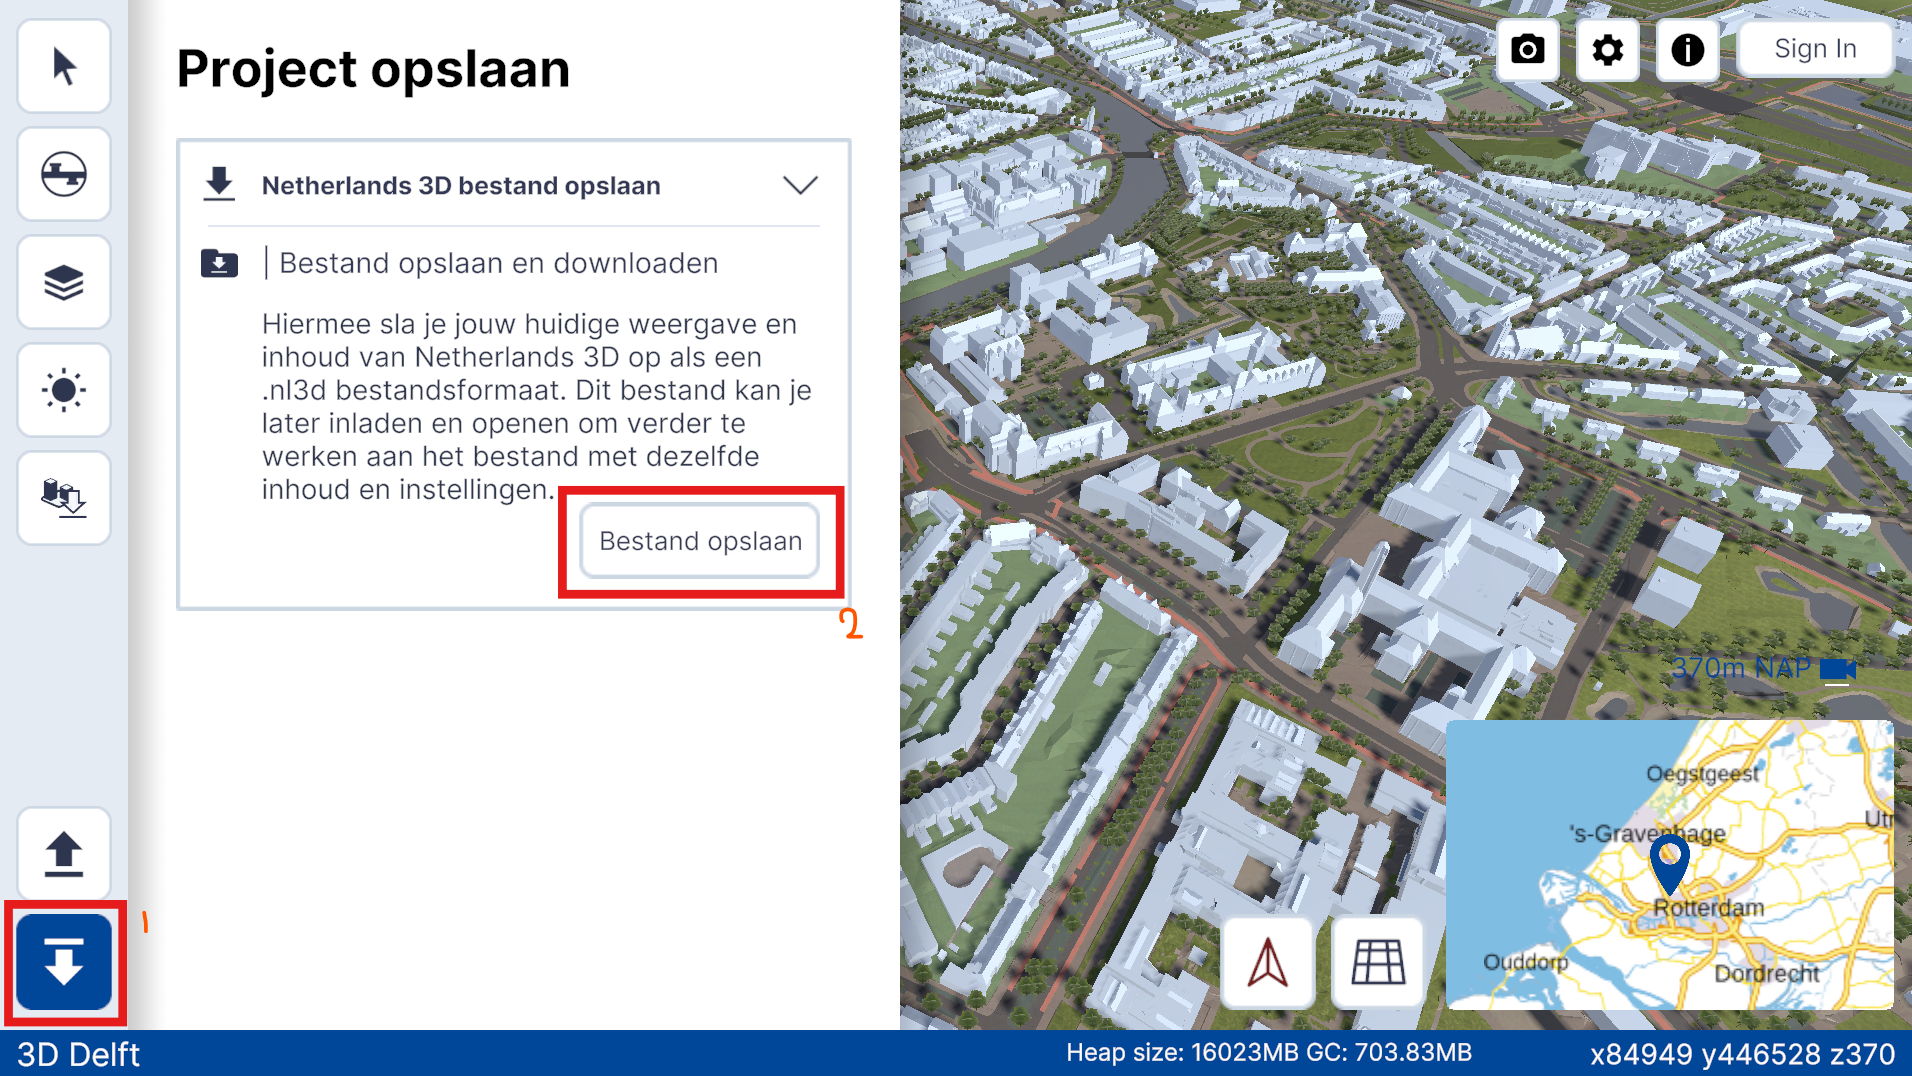 Project opslaan
Netherlands 3D bestand opslaan
| Bestand opslaan en downloaden
Hiermee sla je jouw huidige weergave en
inhoud van Netherlands 3D op als een
.nl3d bestandsformaat. Dit bestand kan je
later inladen en openen om verder te
werken aan het bestand met dezelfde
inhoud en instellingen.
Bestand opslaan
2
1
Sign In
370m NAP
Oegstgeest
's-Gravenhage
Utr
Rotterdam
Ouddorp
Dordrecht
3D Delft
Heap size: 16023MB GC: 703.83MB
x84949 y446528 z370